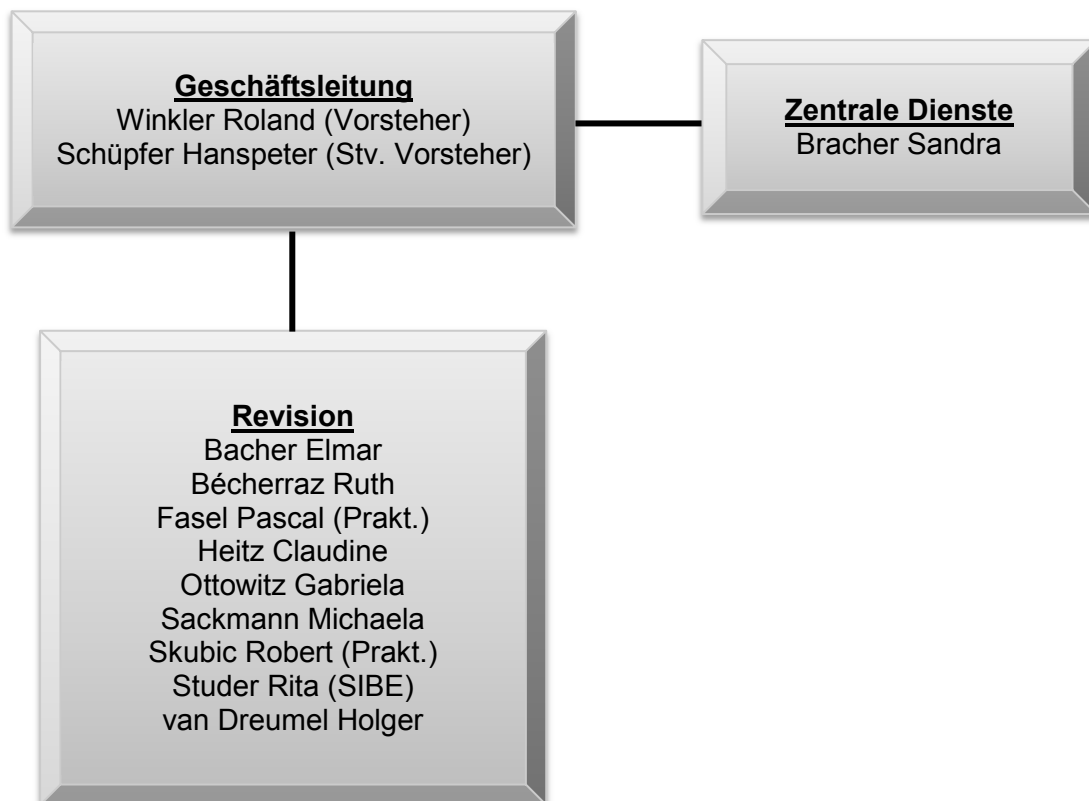 Geschäftsleitung
Winkler Roland (Vorsteher)
Schüpfer Hanspeter (Stv. Vorsteher)
Zentrale Dienste
Bracher Sandra
Revision
Bacher Elmar
Bécherraz Ruth
Fasel Pascal (Prakt.)
Heitz Claudine
Ottowitz Gabriela
Sackmann Michaela
Skubic Robert (Prakt.)
Studer Rita (SIBE)
van Dreumel Holger